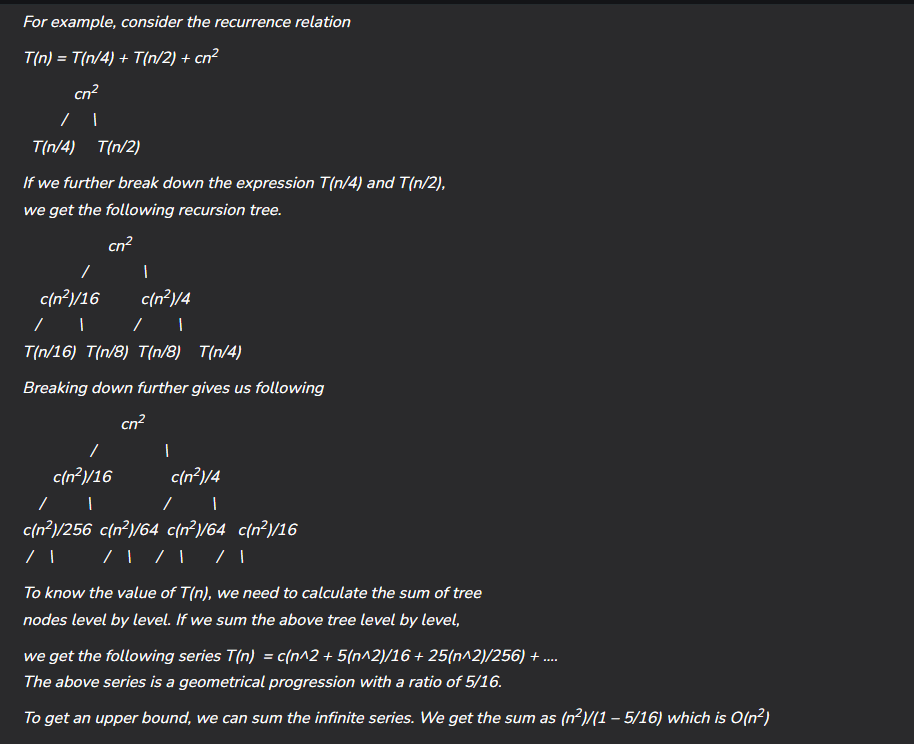 For example, consider the recurrence relation
T(n) = T(n/4) + T(n/2) + cn²
cn²
/ \
T(n/4) T(n/2)
If we further break down the expression T(n/4) and T(n/2),
we get the following recursion tree.
cn²
/ \
c(n²)/16 c(n²)/4
/ \ / \
T(n/16) T(n/8) T(n/8) T(n/4)
Breaking down further gives us following
cn²
/ \
c(n²)/16 c(n²)/4
/ \ / \
c(n²)/256 c(n²)/64 c(n²)/64 c(n²)/16
/ \ / \ / \ / \
To know the value of T(n), we need to calculate the sum of tree
nodes level by level. If we sum the above tree level by level,
we get the following series T(n) = c(n^2 + 5(n^2)/16 + 25(n^2)/256) + ....
The above series is a geometrical progression with a ratio of 5/16.
To get an upper bound, we can sum the infinite series. We get the sum as (n²)/(1 – 5/16) which is O(n²)